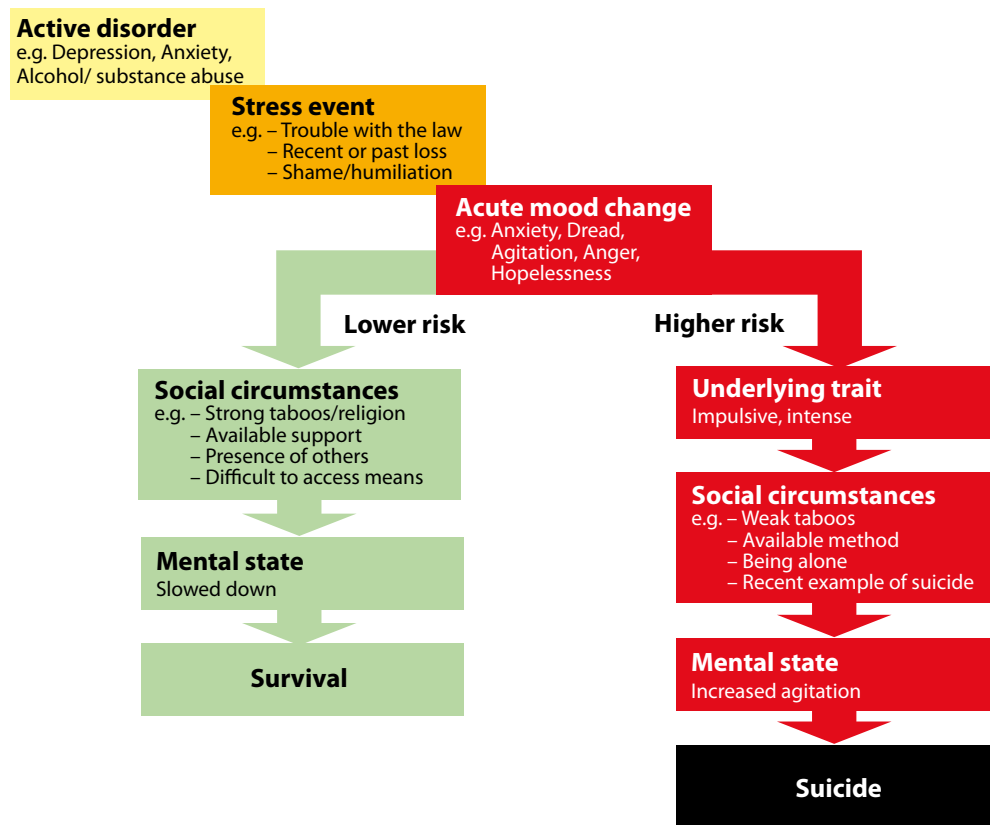 Active disorder
e.g. Depression, Anxiety,
Alcohol/ substance abuse
Stress event
e.g. – Trouble with the law
– Recent or past loss
– Shame/humiliation
Acute mood change
e.g. Anxiety, Dread,
Agitation, Anger,
Hopelessness
Lower risk
Higher risk
Social circumstances
e.g. – Strong taboos/religion
– Available support
– Presence of others
– Difficult to access means
Mental state
Slowed down
Survival
Underlying trait
Impulsive, intense
Social circumstances
e.g. – Weak taboos
– Available method
– Being alone
– Recent example of suicide
Mental state
Increased agitation
Suicide